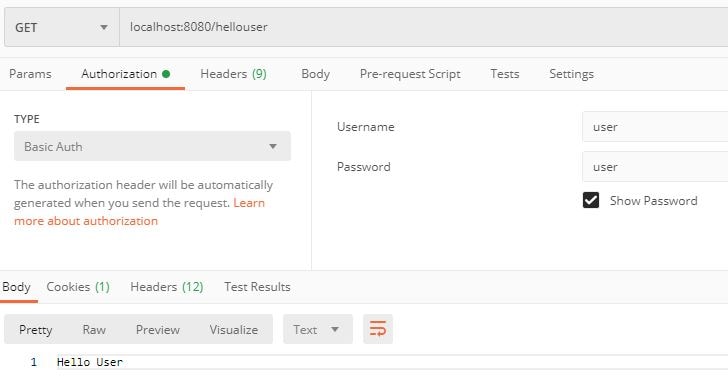 GET localhost:8080/hellouser
Params Authorization Headers (9) Body Pre-request Script Tests Settings
TYPE
Basic Auth
The authorization header will be automatically
generated when you send the request. Learn
more about authorization
Username user
Password user
Show Password
Body Cookies (1) Headers (12) Test Results
Pretty Raw Preview Visualize Text
1 Hello User